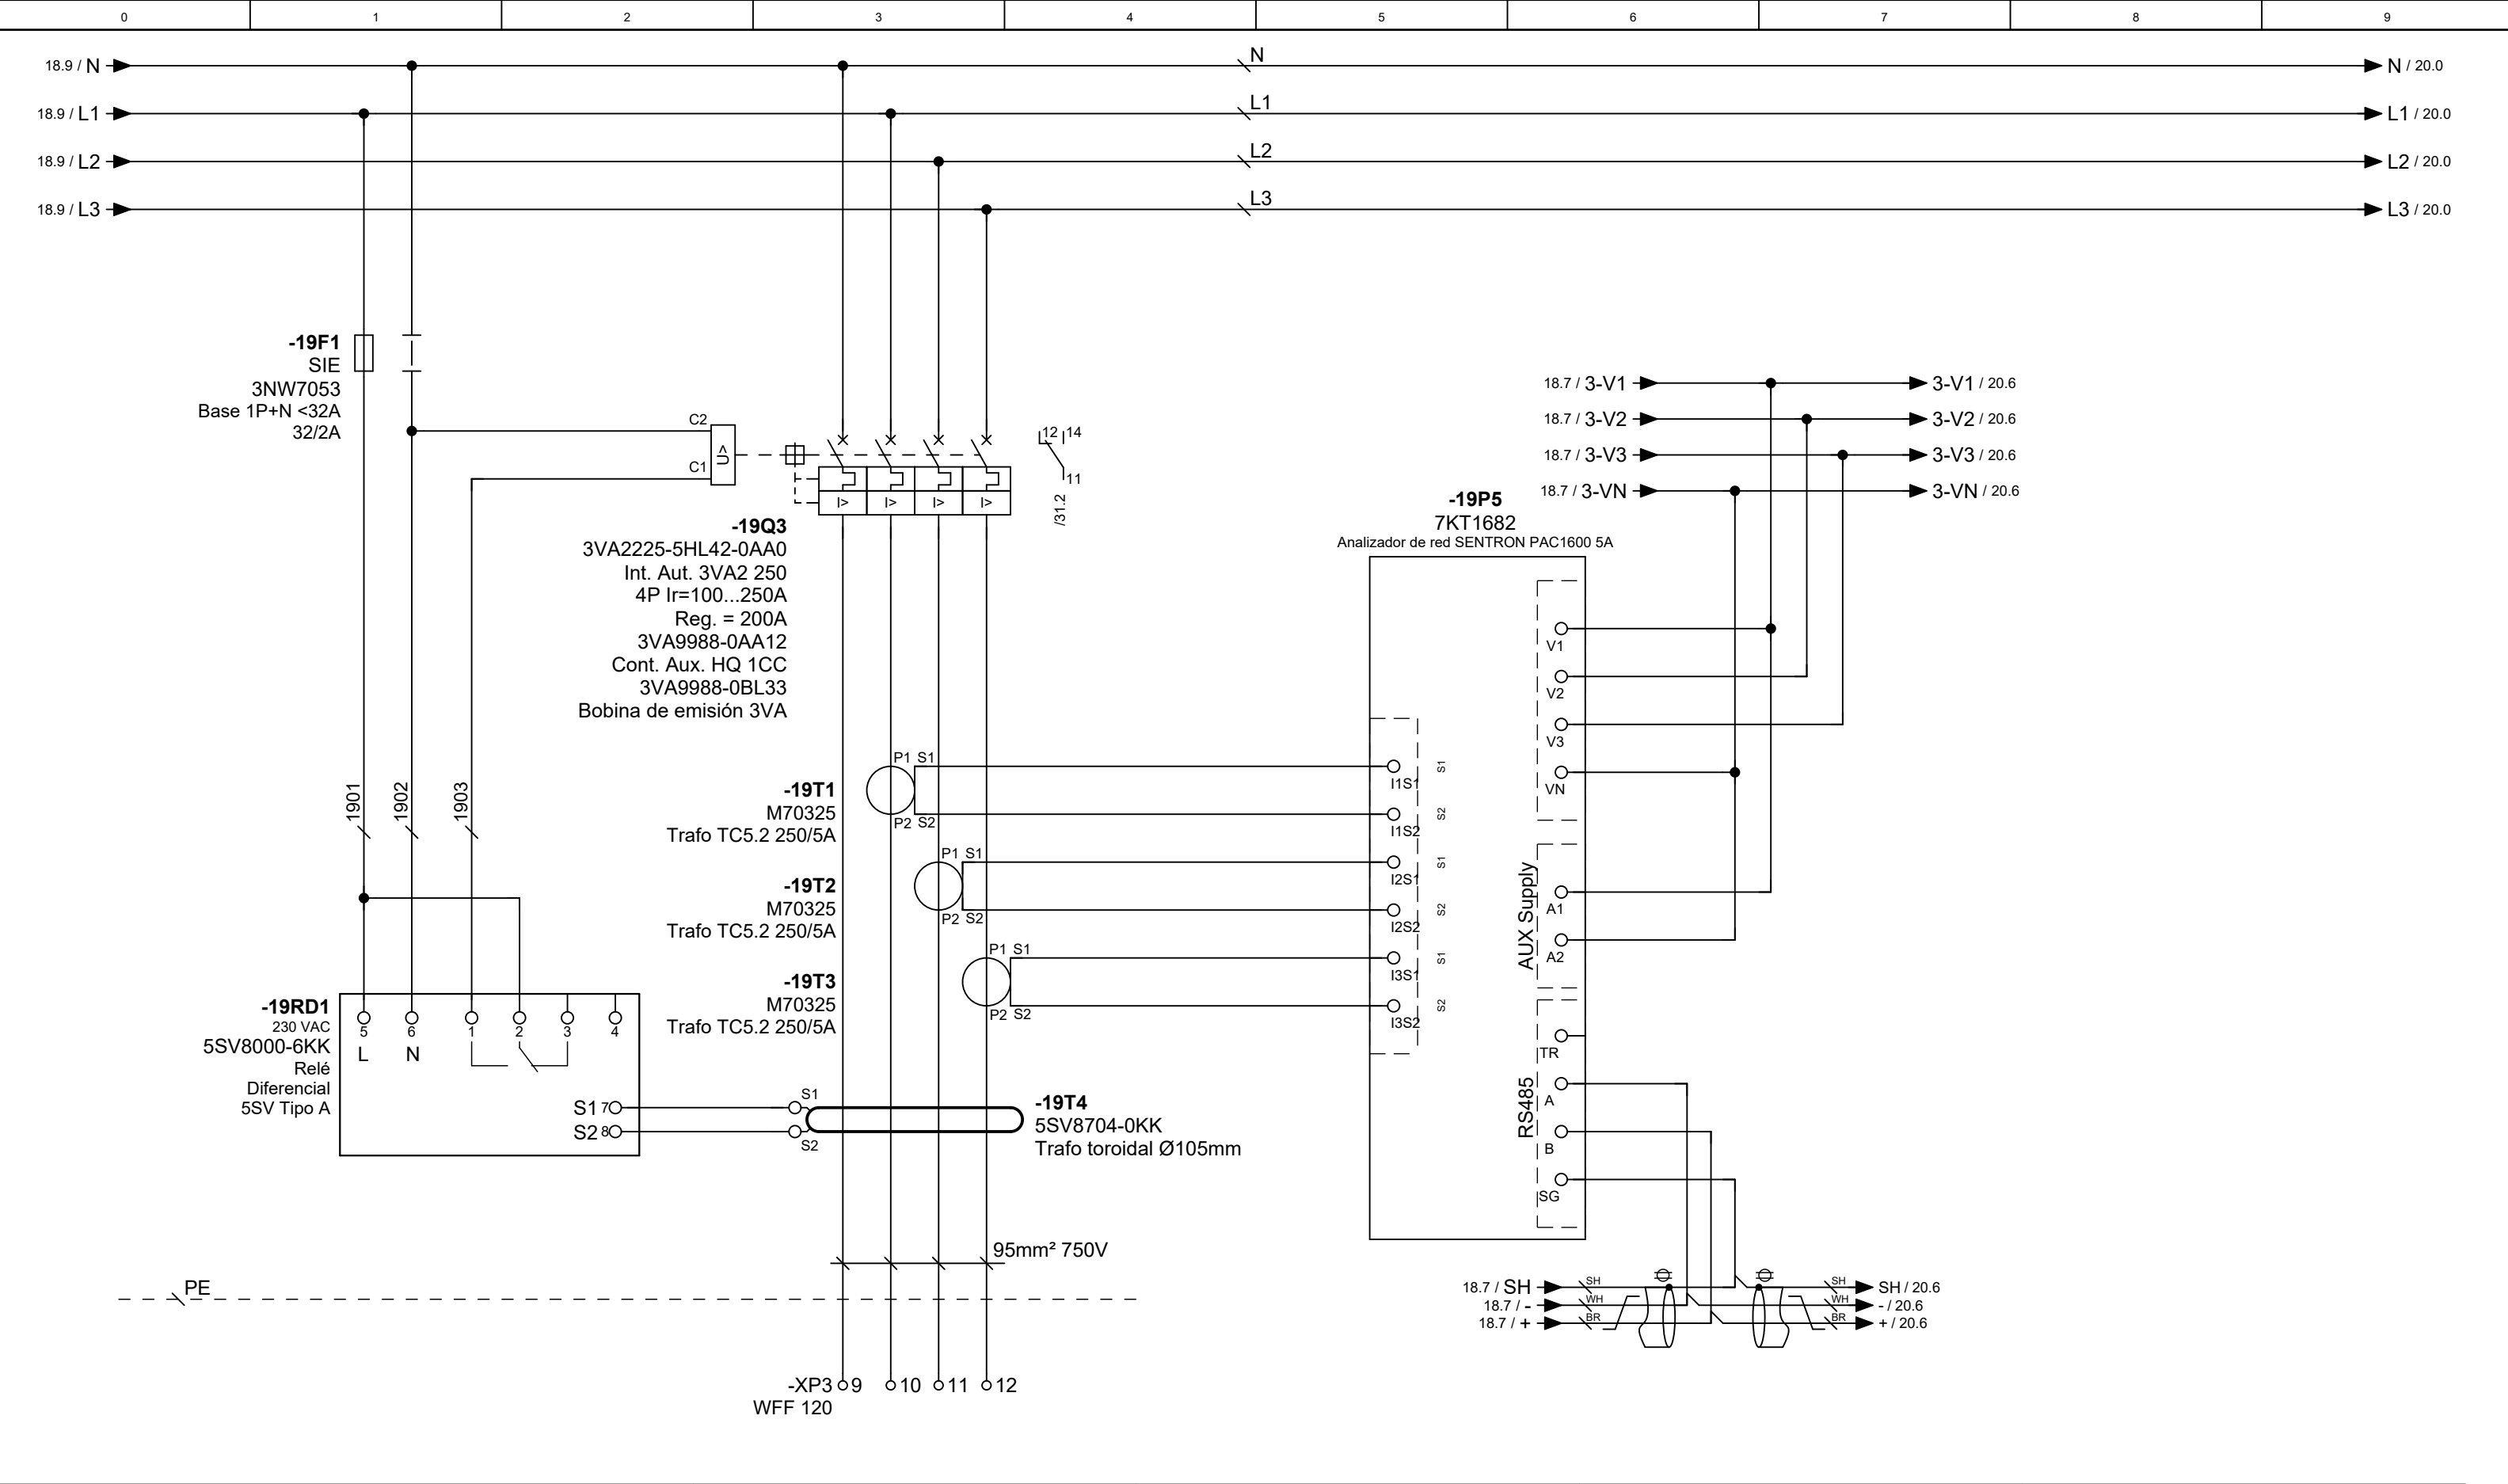 0 1 2 3 4 5 6 7 8 9
18.9 / N
N
N / 20.0
18.9 / L1
L1
L1 / 20.0
18.9 / L2
L2
L2 / 20.0
18.9 / L3
L3
L3 / 20.0
-19F1
SIE
3NW7053
Base 1P+N <32A
32/2A
C2
C1
U>
I> I> I> I>
12 14
11
/31.2
-19Q3
3VA2225-5HL42-0AA0
Int. Aut. 3VA2 250
4P Ir=100...250A
Reg. = 200A
3VA9988-0AA12
Cont. Aux. HQ 1CC
3VA9988-0BL33
Bobina de emisión 3VA
18.7 / 3-V1
3-V1 / 20.6
18.7 / 3-V2
3-V2 / 20.6
18.7 / 3-V3
3-V3 / 20.6
18.7 / 3-VN
3-VN / 20.6
-19P5
7KT1682
Analizador de red SENTRON PAC1600 5A
V1
V2
V3
VN
AUX Supply
A1
A2
RS485
TR
A
B
SG
I1S1 S1
I1S2 S2
I2S1 S1
I2S2 S2
I3S1 S1
I3S2 S2
1901
1902
1903
P1 S1
P2 S2
-19T1
M70325
Trafo TC5.2 250/5A
P1 S1
P2 S2
-19T2
M70325
Trafo TC5.2 250/5A
P1 S1
P2 S2
-19T3
M70325
Trafo TC5.2 250/5A
-19RD1
230 VAC
5SV8000-6KK
Relé
Diferencial
5SV Tipo A
5 6 1 2 3 4
L N
S1 7
S2 8
S1
S2
-19T4
5SV8704-0KK
Trafo toroidal Ø105mm
95mm² 750V
PE
-XP3 9 10 11 12
WFF 120
18.7 / SH
SH
SH
SH / 20.6
18.7 / -
WH
WH
- / 20.6
18.7 / +
BR
BR
+ / 20.6